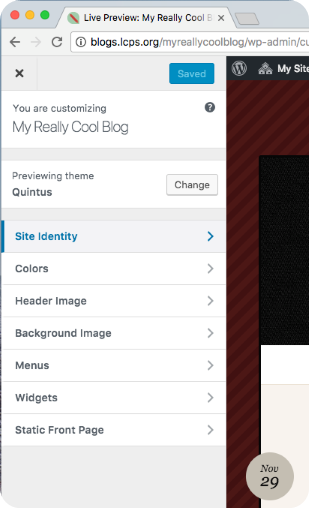 Live Preview: My Really Cool B
blogs.lcps.org/myreallycoolblog/wp-admin/cu
Saved
My Site
You are customizing
My Really Cool Blog
Previewing theme
Quintus
Change
Site Identity
Colors
Header Image
Background Image
Menus
Widgets
Static Front Page
Nov
29